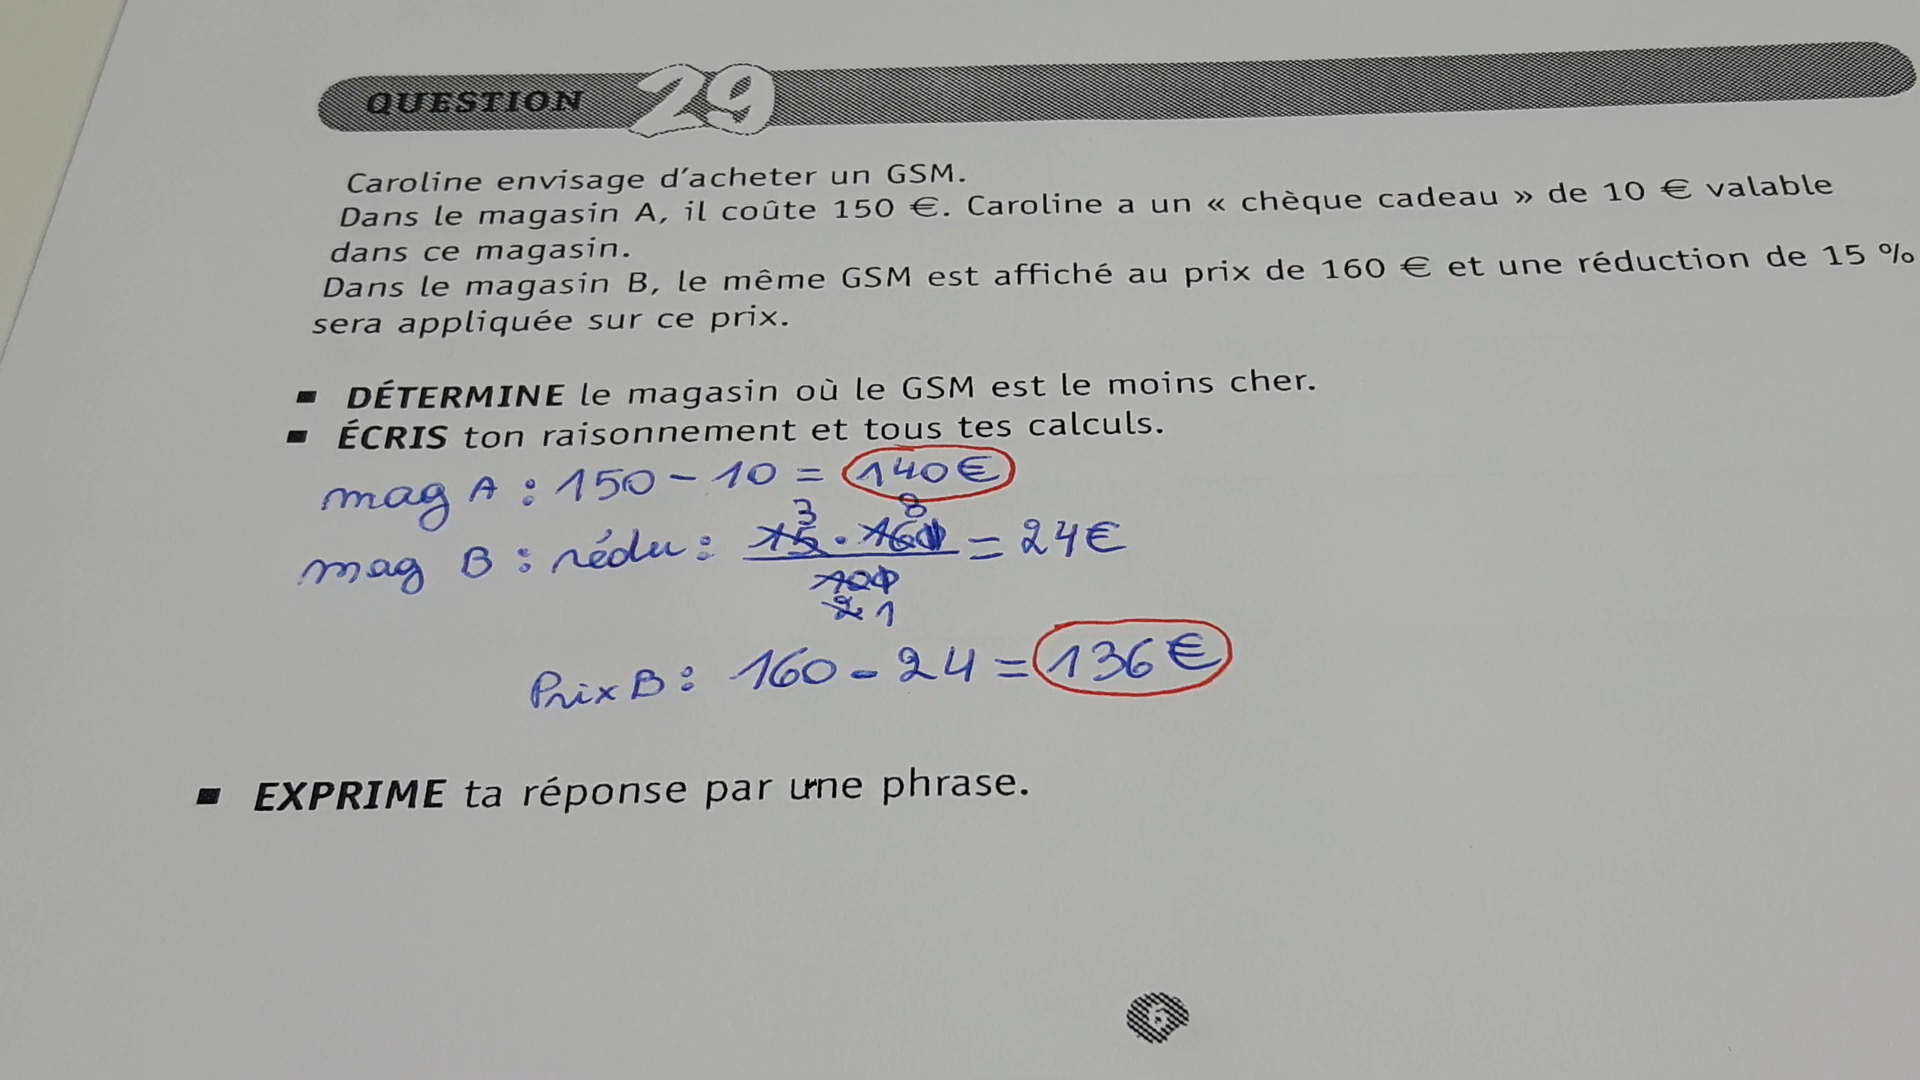 QUESTION 29
Caroline envisage d'acheter un GSM.
Dans le magasin A, il coûte 150 €. Caroline a un « chèque cadeau » de 10 € valable
dans ce magasin.
Dans le magasin B, le même GSM est affiché au prix de 160 € et une réduction de 15 %
sera appliquée sur ce prix.
▪ DÉTERMINE le magasin où le GSM est le moins cher.
▪ ÉCRIS ton raisonnement et tous tes calculs.
mag A : 150 - 10 = 140 €
3 8
mag B : rédu : 15 . 160 = 24 €
100
2 1
Prix B : 160 - 24 = 136 €
▪ EXPRIME ta réponse par une phrase.